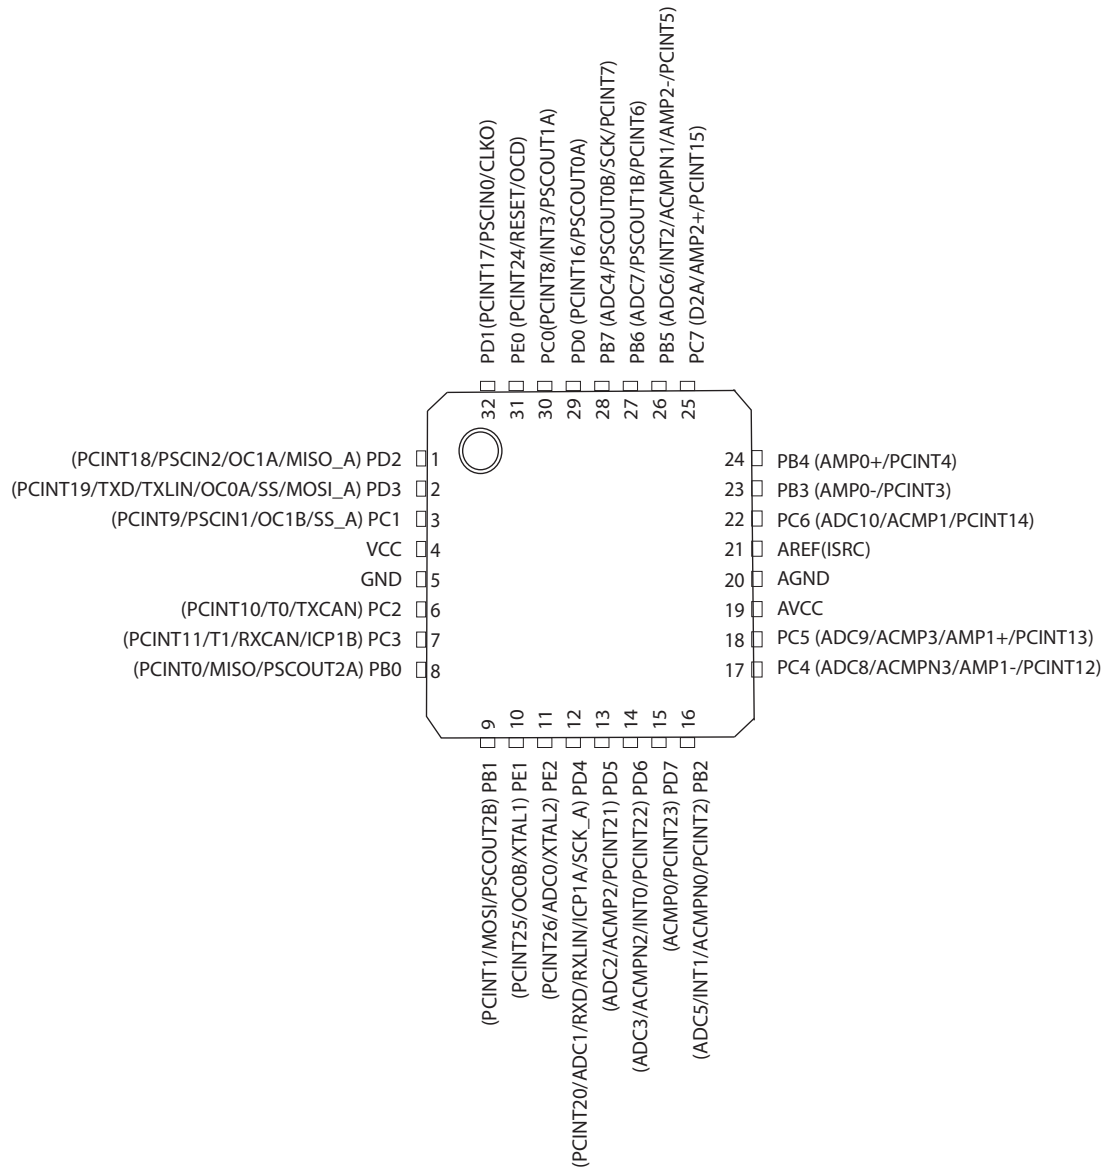 PD1(PCINT17/PSCIN0/CLKO)
PE0 (PCINT24/RESET/OCD)
PC0(PCINT8/INT3/PSCOUT1A)
PD0 (PCINT16/PSCOUT0A)
PB7 (ADC4/PSCOUT0B/SCK/PCINT7)
PB6 (ADC7/PSCOUT1B/PCINT6)
PB5 (ADC6/INT2/ACMPN1/AMP2-/PCINT5)
PC7 (D2A/AMP2+/PCINT15)
32
31
30
29
28
27
26
25
(PCINT18/PSCIN2/OC1A/MISO_A) PD2 1
(PCINT19/TXD/TXLIN/OC0A/SS/MOSI_A) PD3 2
(PCINT9/PSCIN1/OC1B/SS_A) PC1 3
VCC 4
GND 5
(PCINT10/T0/TXCAN) PC2 6
(PCINT11/T1/RXCAN/ICP1B) PC3 7
(PCINT0/MISO/PSCOUT2A) PB0 8
24 PB4 (AMP0+/PCINT4)
23 PB3 (AMP0-/PCINT3)
22 PC6 (ADC10/ACMP1/PCINT14)
21 AREF(ISRC)
20 AGND
19 AVCC
18 PC5 (ADC9/ACMP3/AMP1+/PCINT13)
17 PC4 (ADC8/ACMPN3/AMP1-/PCINT12)
9
10
11
12
13
14
15
16
(PCINT1/MOSI/PSCOUT2B) PB1
(PCINT25/OC0B/XTAL1) PE1
(PCINT26/ADC0/XTAL2) PE2
(PCINT20/ADC1/RXD/RXLIN/ICP1A/SCK_A) PD4
(ADC2/ACMP2/PCINT21) PD5
(ADC3/ACMPN2/INT0/PCINT22) PD6
(ACMP0/PCINT23) PD7
(ADC5/INT1/ACMPN0/PCINT2) PB2